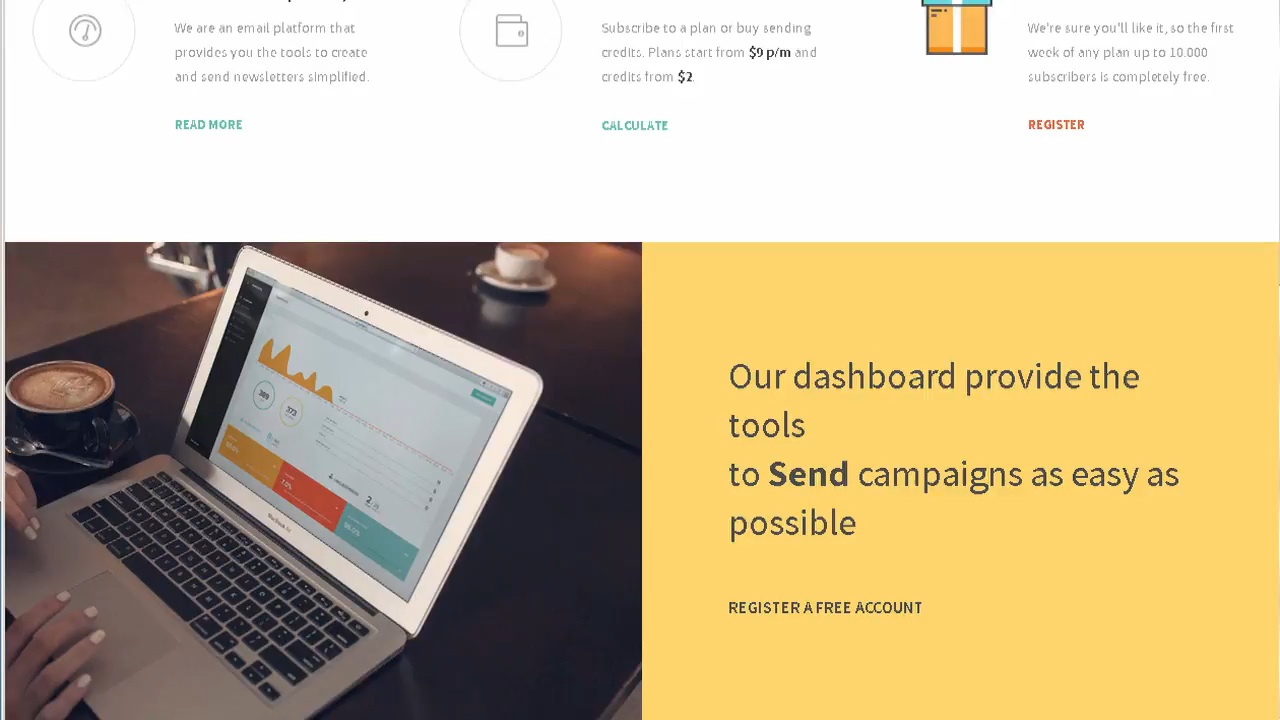 We are an email platform that
provides you the tools to create
and send newsletters simplified.
READ MORE
Subscribe to a plan or buy sending
credits. Plans start from $9 p/m and
credits from $2.
CALCULATE
We're sure you'll like it, so the first
week of any plan up to 10.000
subscribers is completely free.
REGISTER
Our dashboard provide the
tools
to Send campaigns as easy as
possible
REGISTER A FREE ACCOUNT